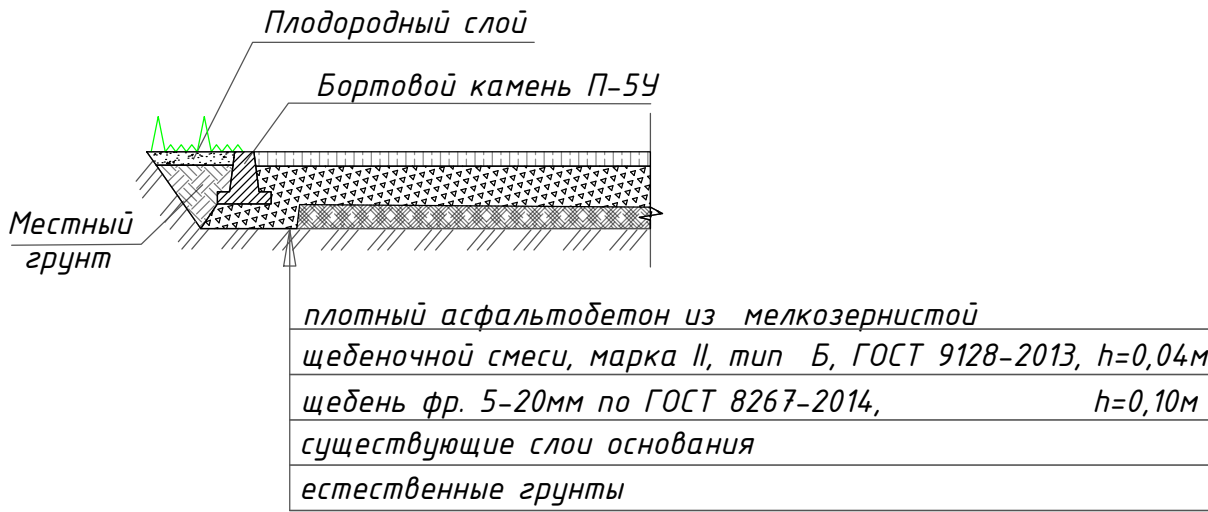 Плодородный слой
Бортовой камень П-5У
Местный
грунт
плотный асфальтобетон из мелкозернистой
щебеночной смеси, марка II, тип Б, ГОСТ 9128-2013, h=0,04м
щебень фр. 5-20мм по ГОСТ 8267-2014, h=0,10м
существующие слои основания
естественные грунты